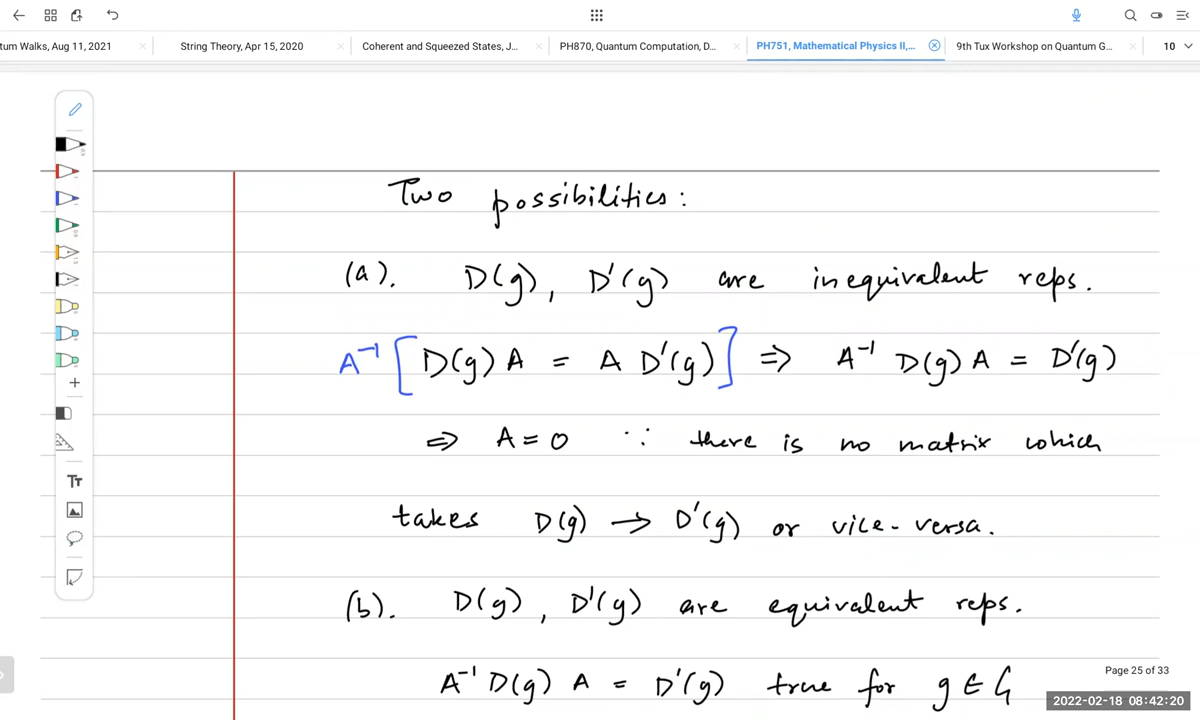 tum Walks, Aug 11, 2021
String Theory, Apr 15, 2020
Coherent and Squeezed States, J...
PH870, Quantum Computation, D...
PH751, Mathematical Physics II,...
9th Tux Workshop on Quantum G...
10
Two possibilities :
(a). D(g), D'(g) are inequivalent reps.
A⁻¹ [ D(g) A = A D'(g) ] ⇒ A⁻¹ D(g) A = D'(g)
⇒ A = 0 ∵ there is no matrix which
takes D(g) → D'(g) or vice-versa.
(b). D(g), D'(g) are equivalent reps.
A⁻¹ D(g) A = D'(g) true for g ∈ G
Tт
Page 25 of 33
2022-02-18 08:42:20